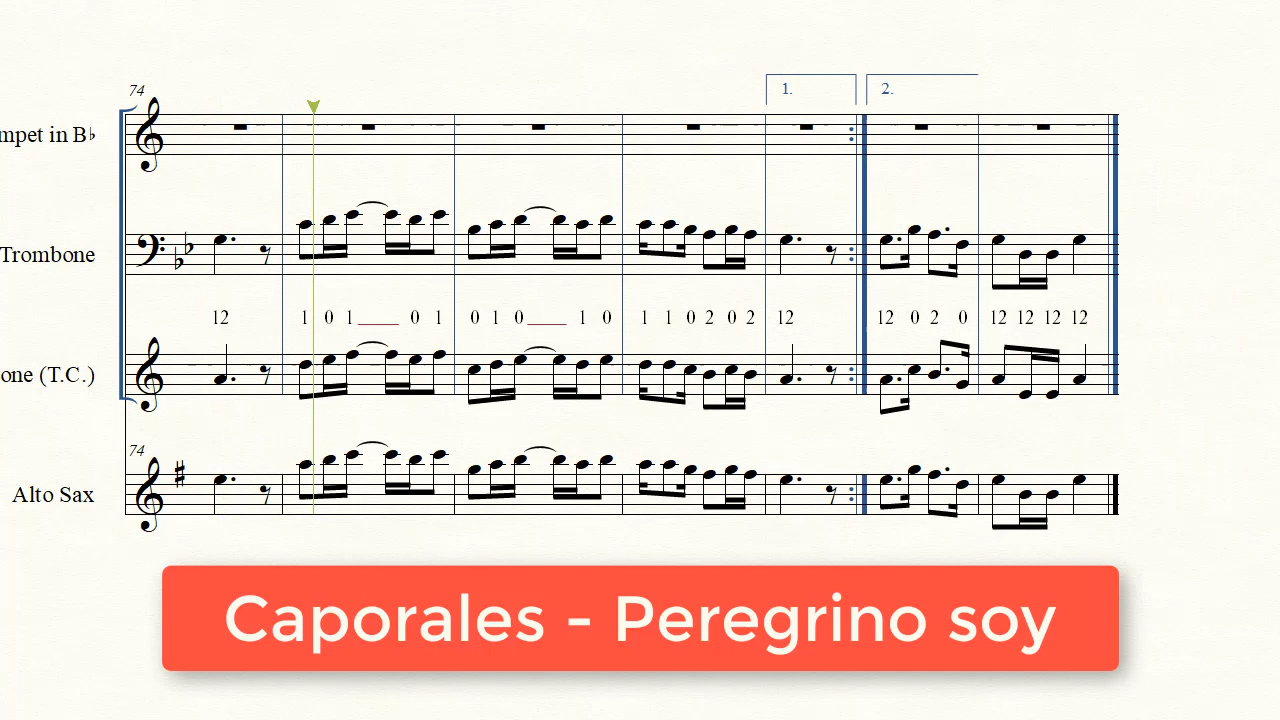 74
1. 2.
mpet in B♭
Trombone
12 1 0 1 0 1 0 1 0 1 0 1 1 0 2 0 2 12 12 0 2 0 12 12 12 12
one (T.C.)
74
Alto Sax
Caporales - Peregrino soy